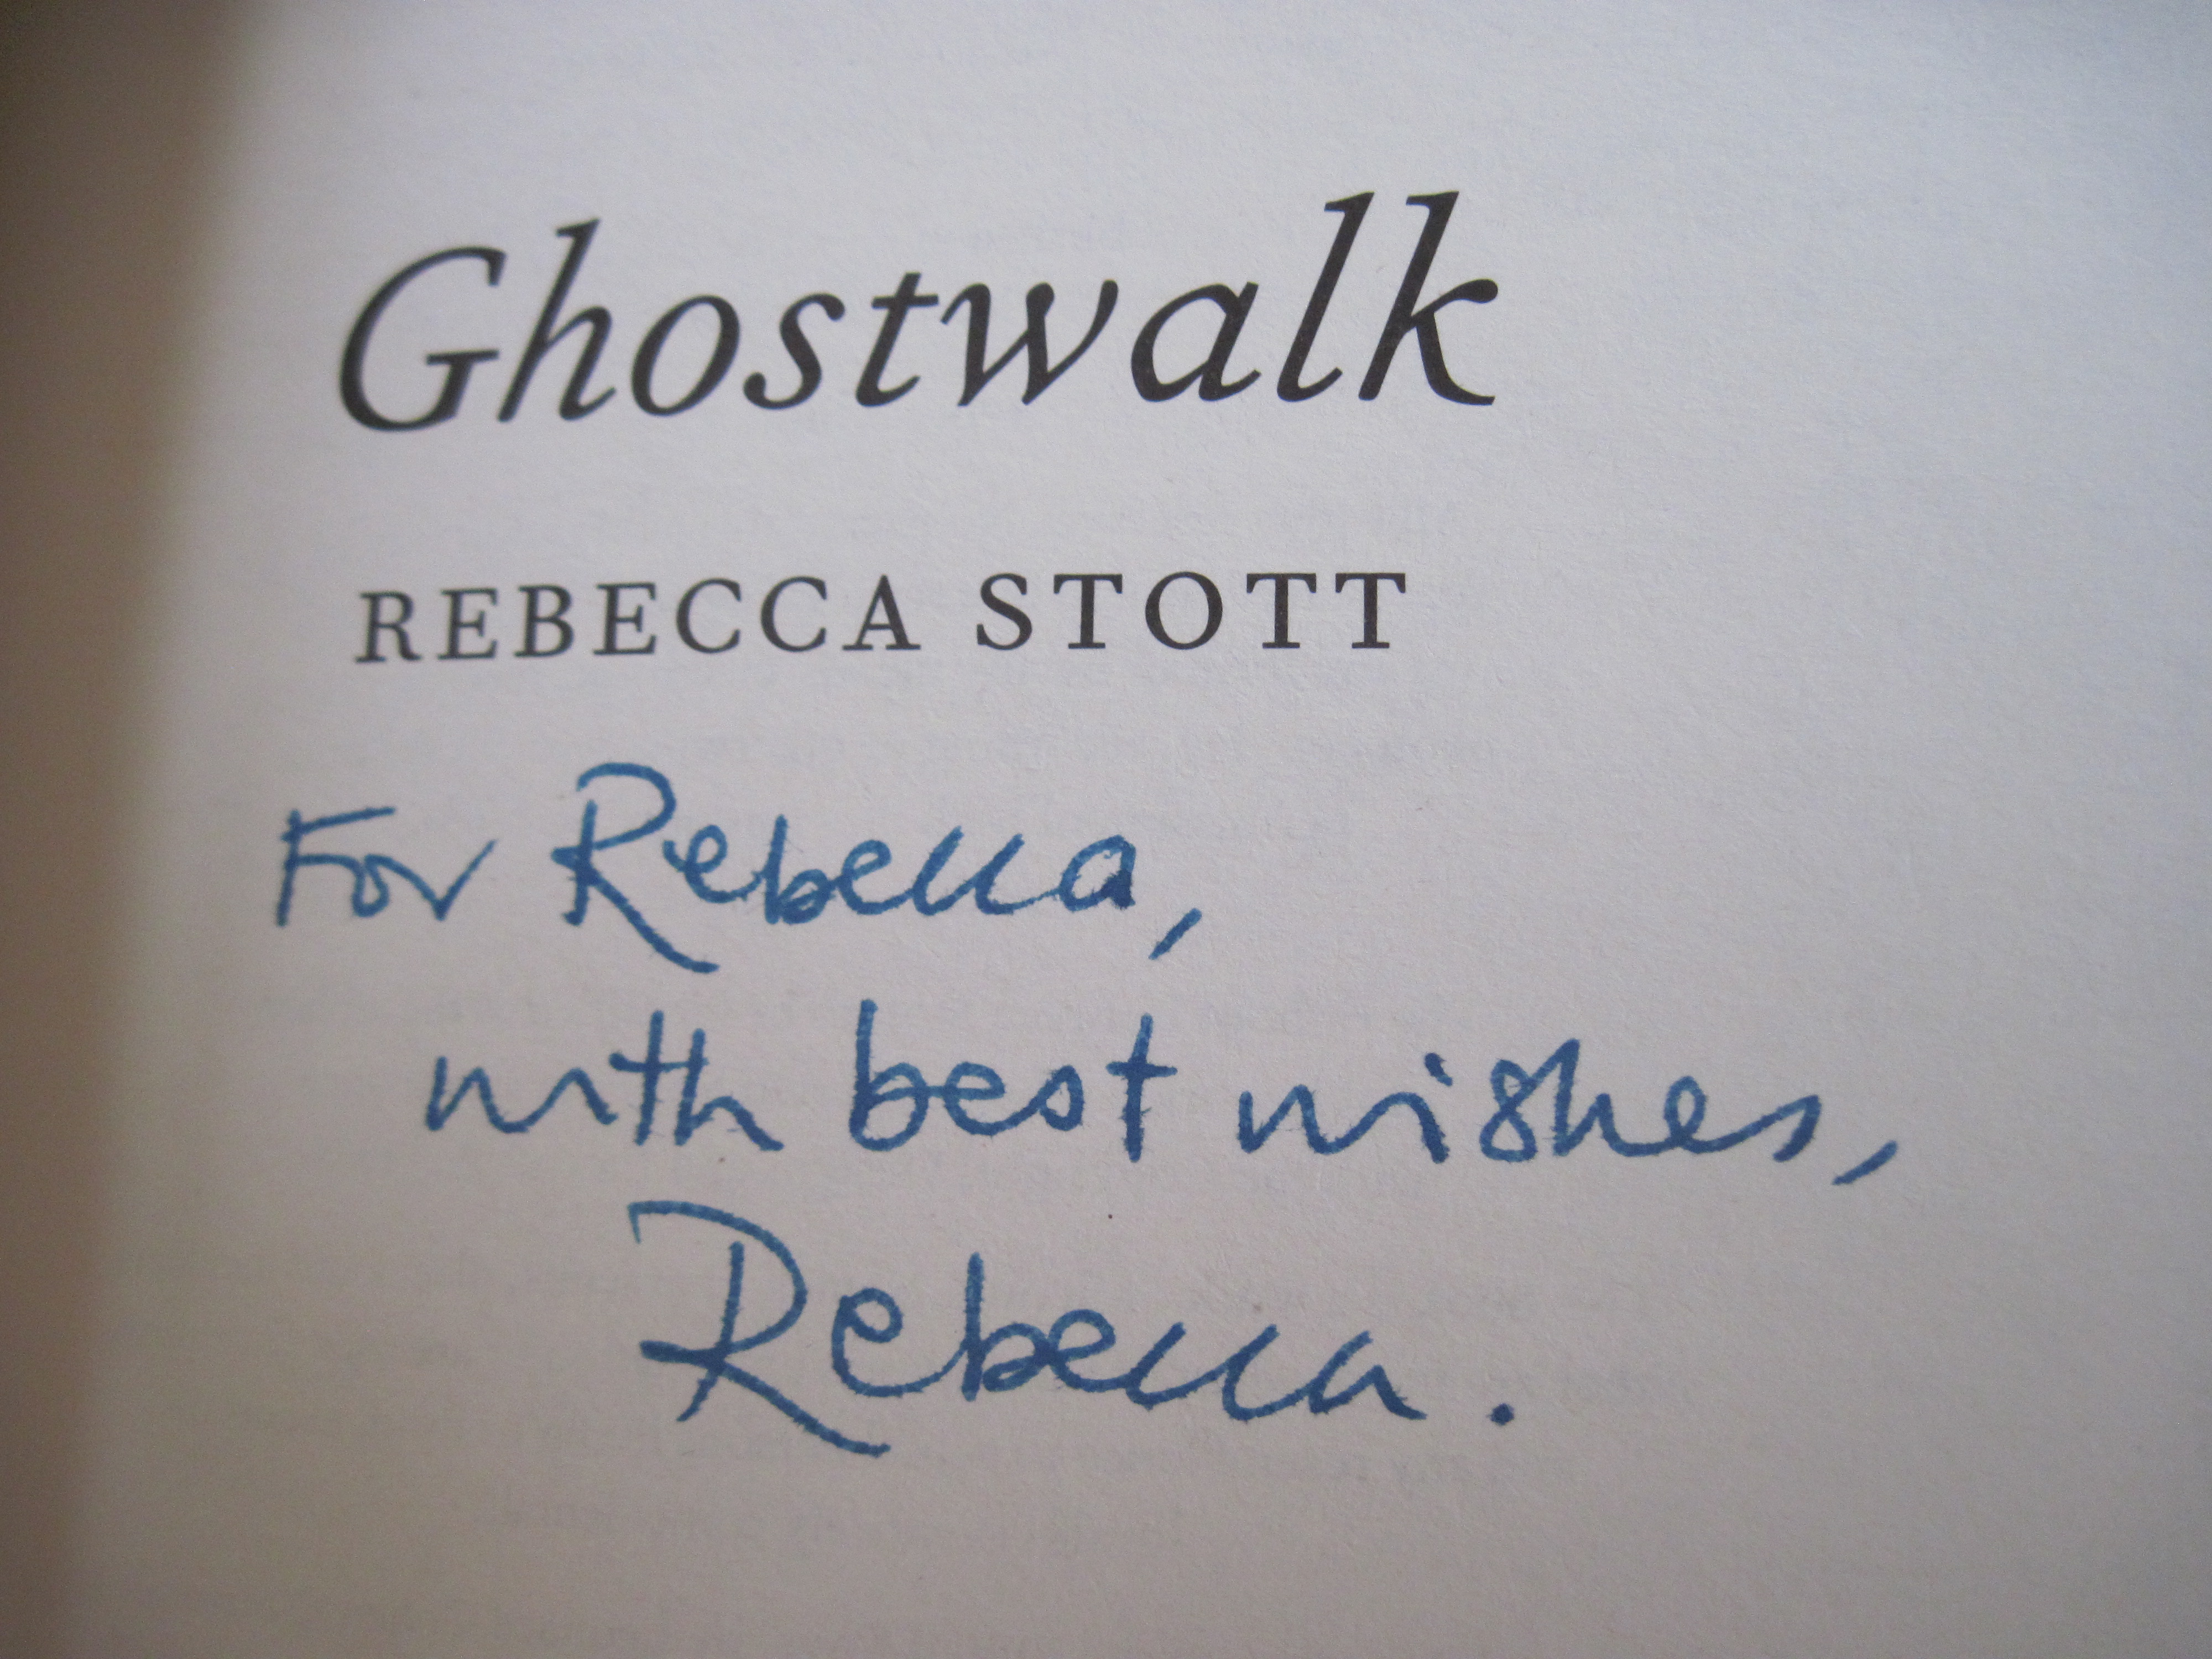 Ghostwalk
REBECCA STOTT
For Rebecca,
with best wishes,
Rebecca.